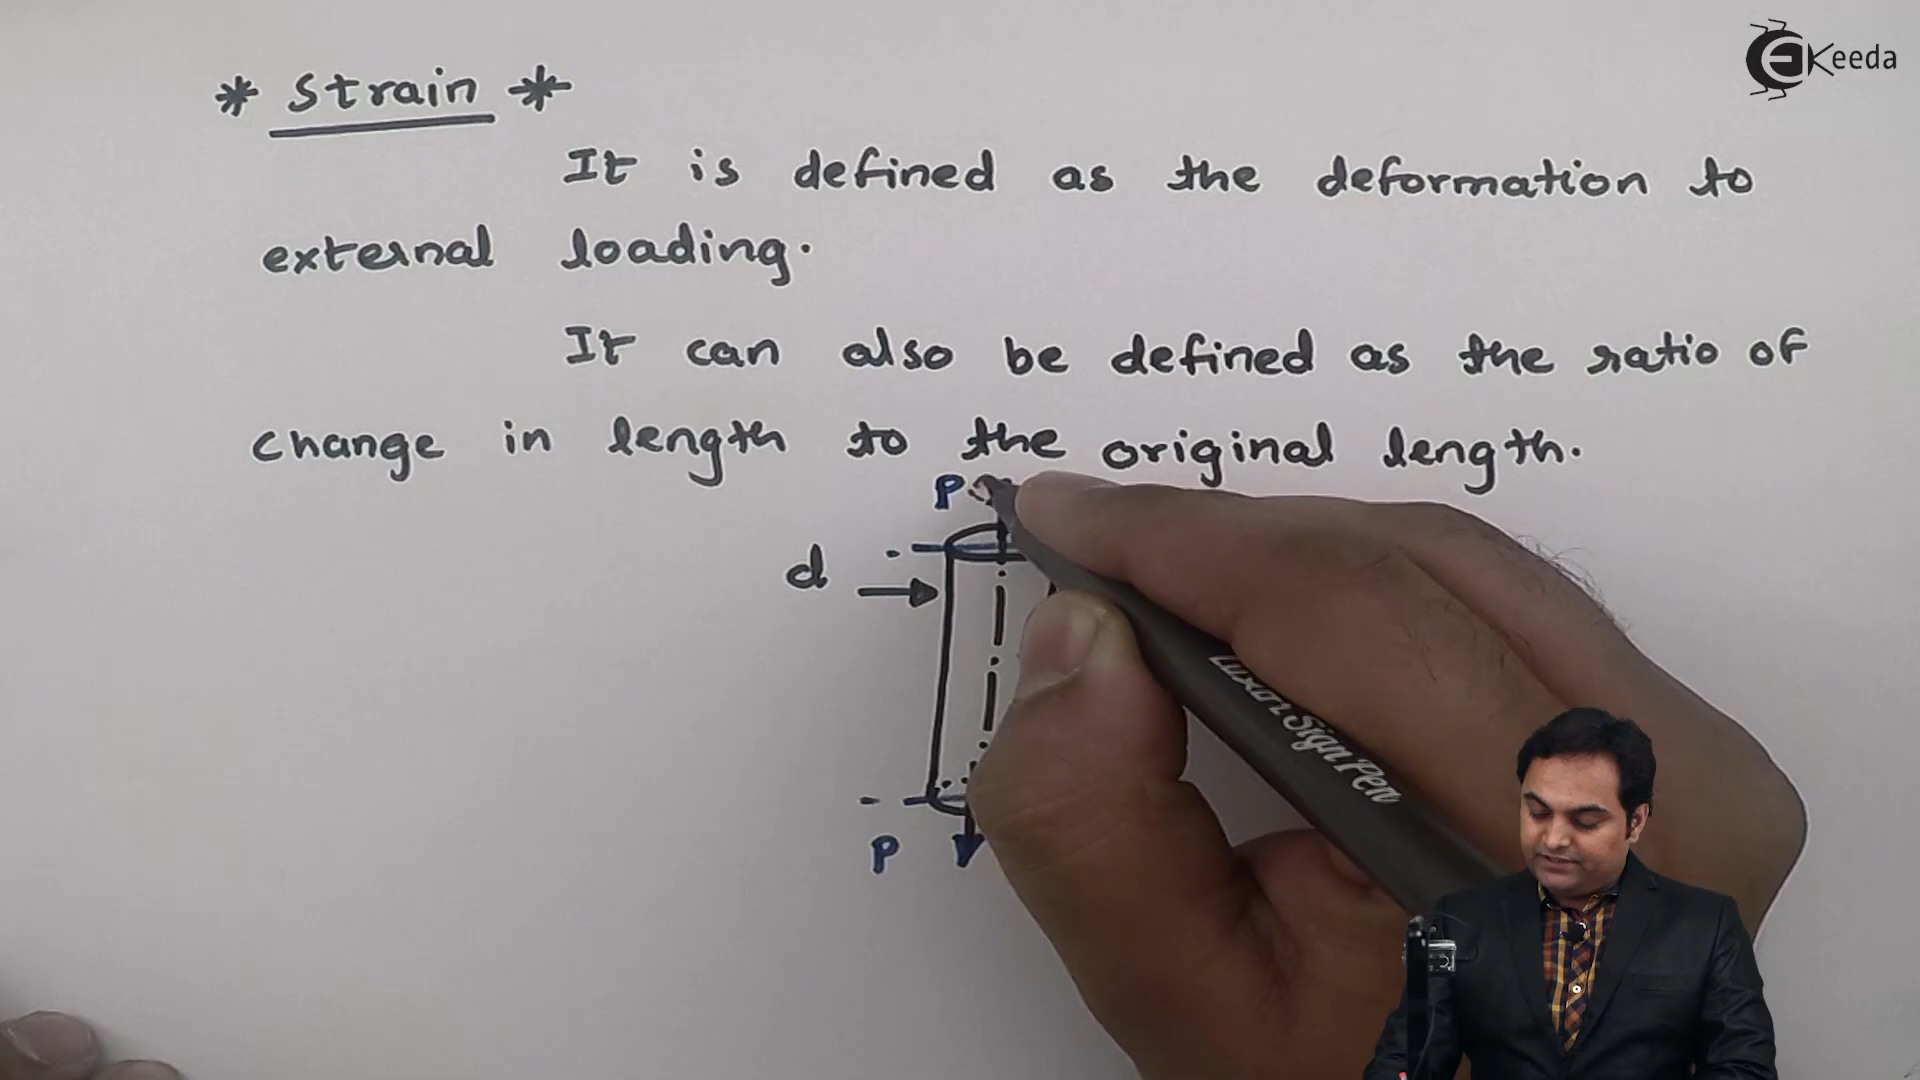 * Strain *
It is defined as the deformation to
external loading.
It can also be defined as the ratio of
change in length to the original length.
P
d
P
Luxor Sign Pen
Keeda